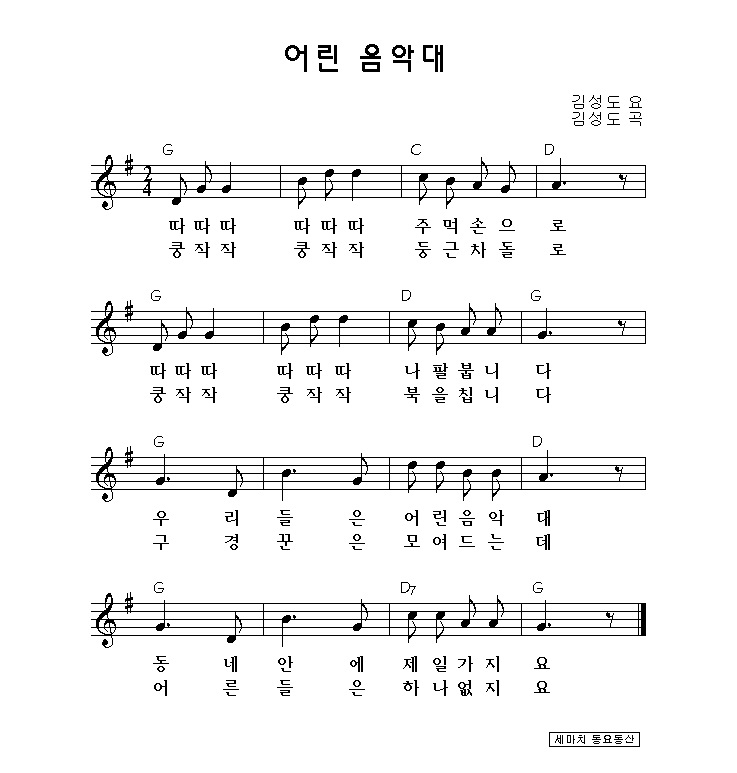 어린 음악대
김성도 요
김성도 곡
G C D
2
4
따따따 따따따 주먹손으로
쿵작작 쿵작작 둥근차돌로
G D G
따따따 따따따 나팔붑니다
쿵작작 쿵작작 북을칩니다
G D
우리들은 어린음악대
구경꾼은 모여드는데
G D7 G
동네안에 제일가지요
어른들은 하나없지요
세마치 동요동산